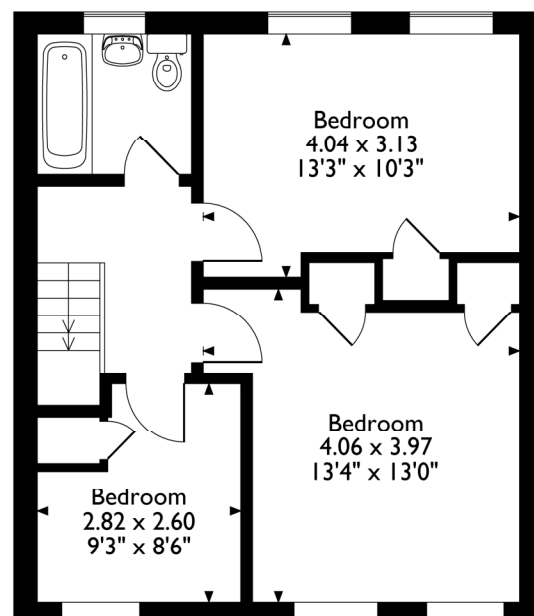 Bedroom
4.04 x 3.13
13'3" x 10'3"
Bedroom
4.06 x 3.97
13'4" x 13'0"
Bedroom
2.82 x 2.60
9'3" x 8'6"